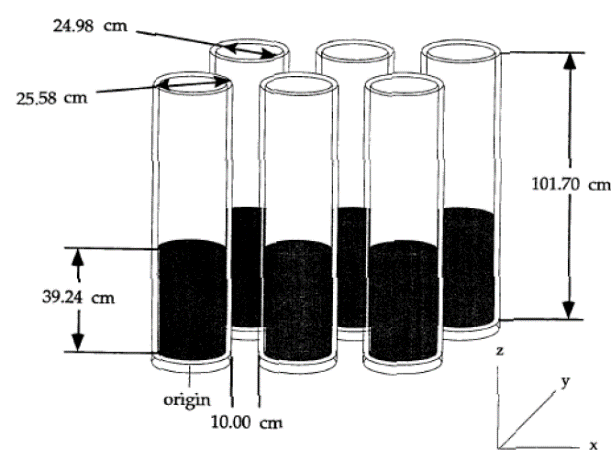 24.98 cm
25.58 cm
101.70 cm
39.24 cm
origin
10.00 cm
z
y
x